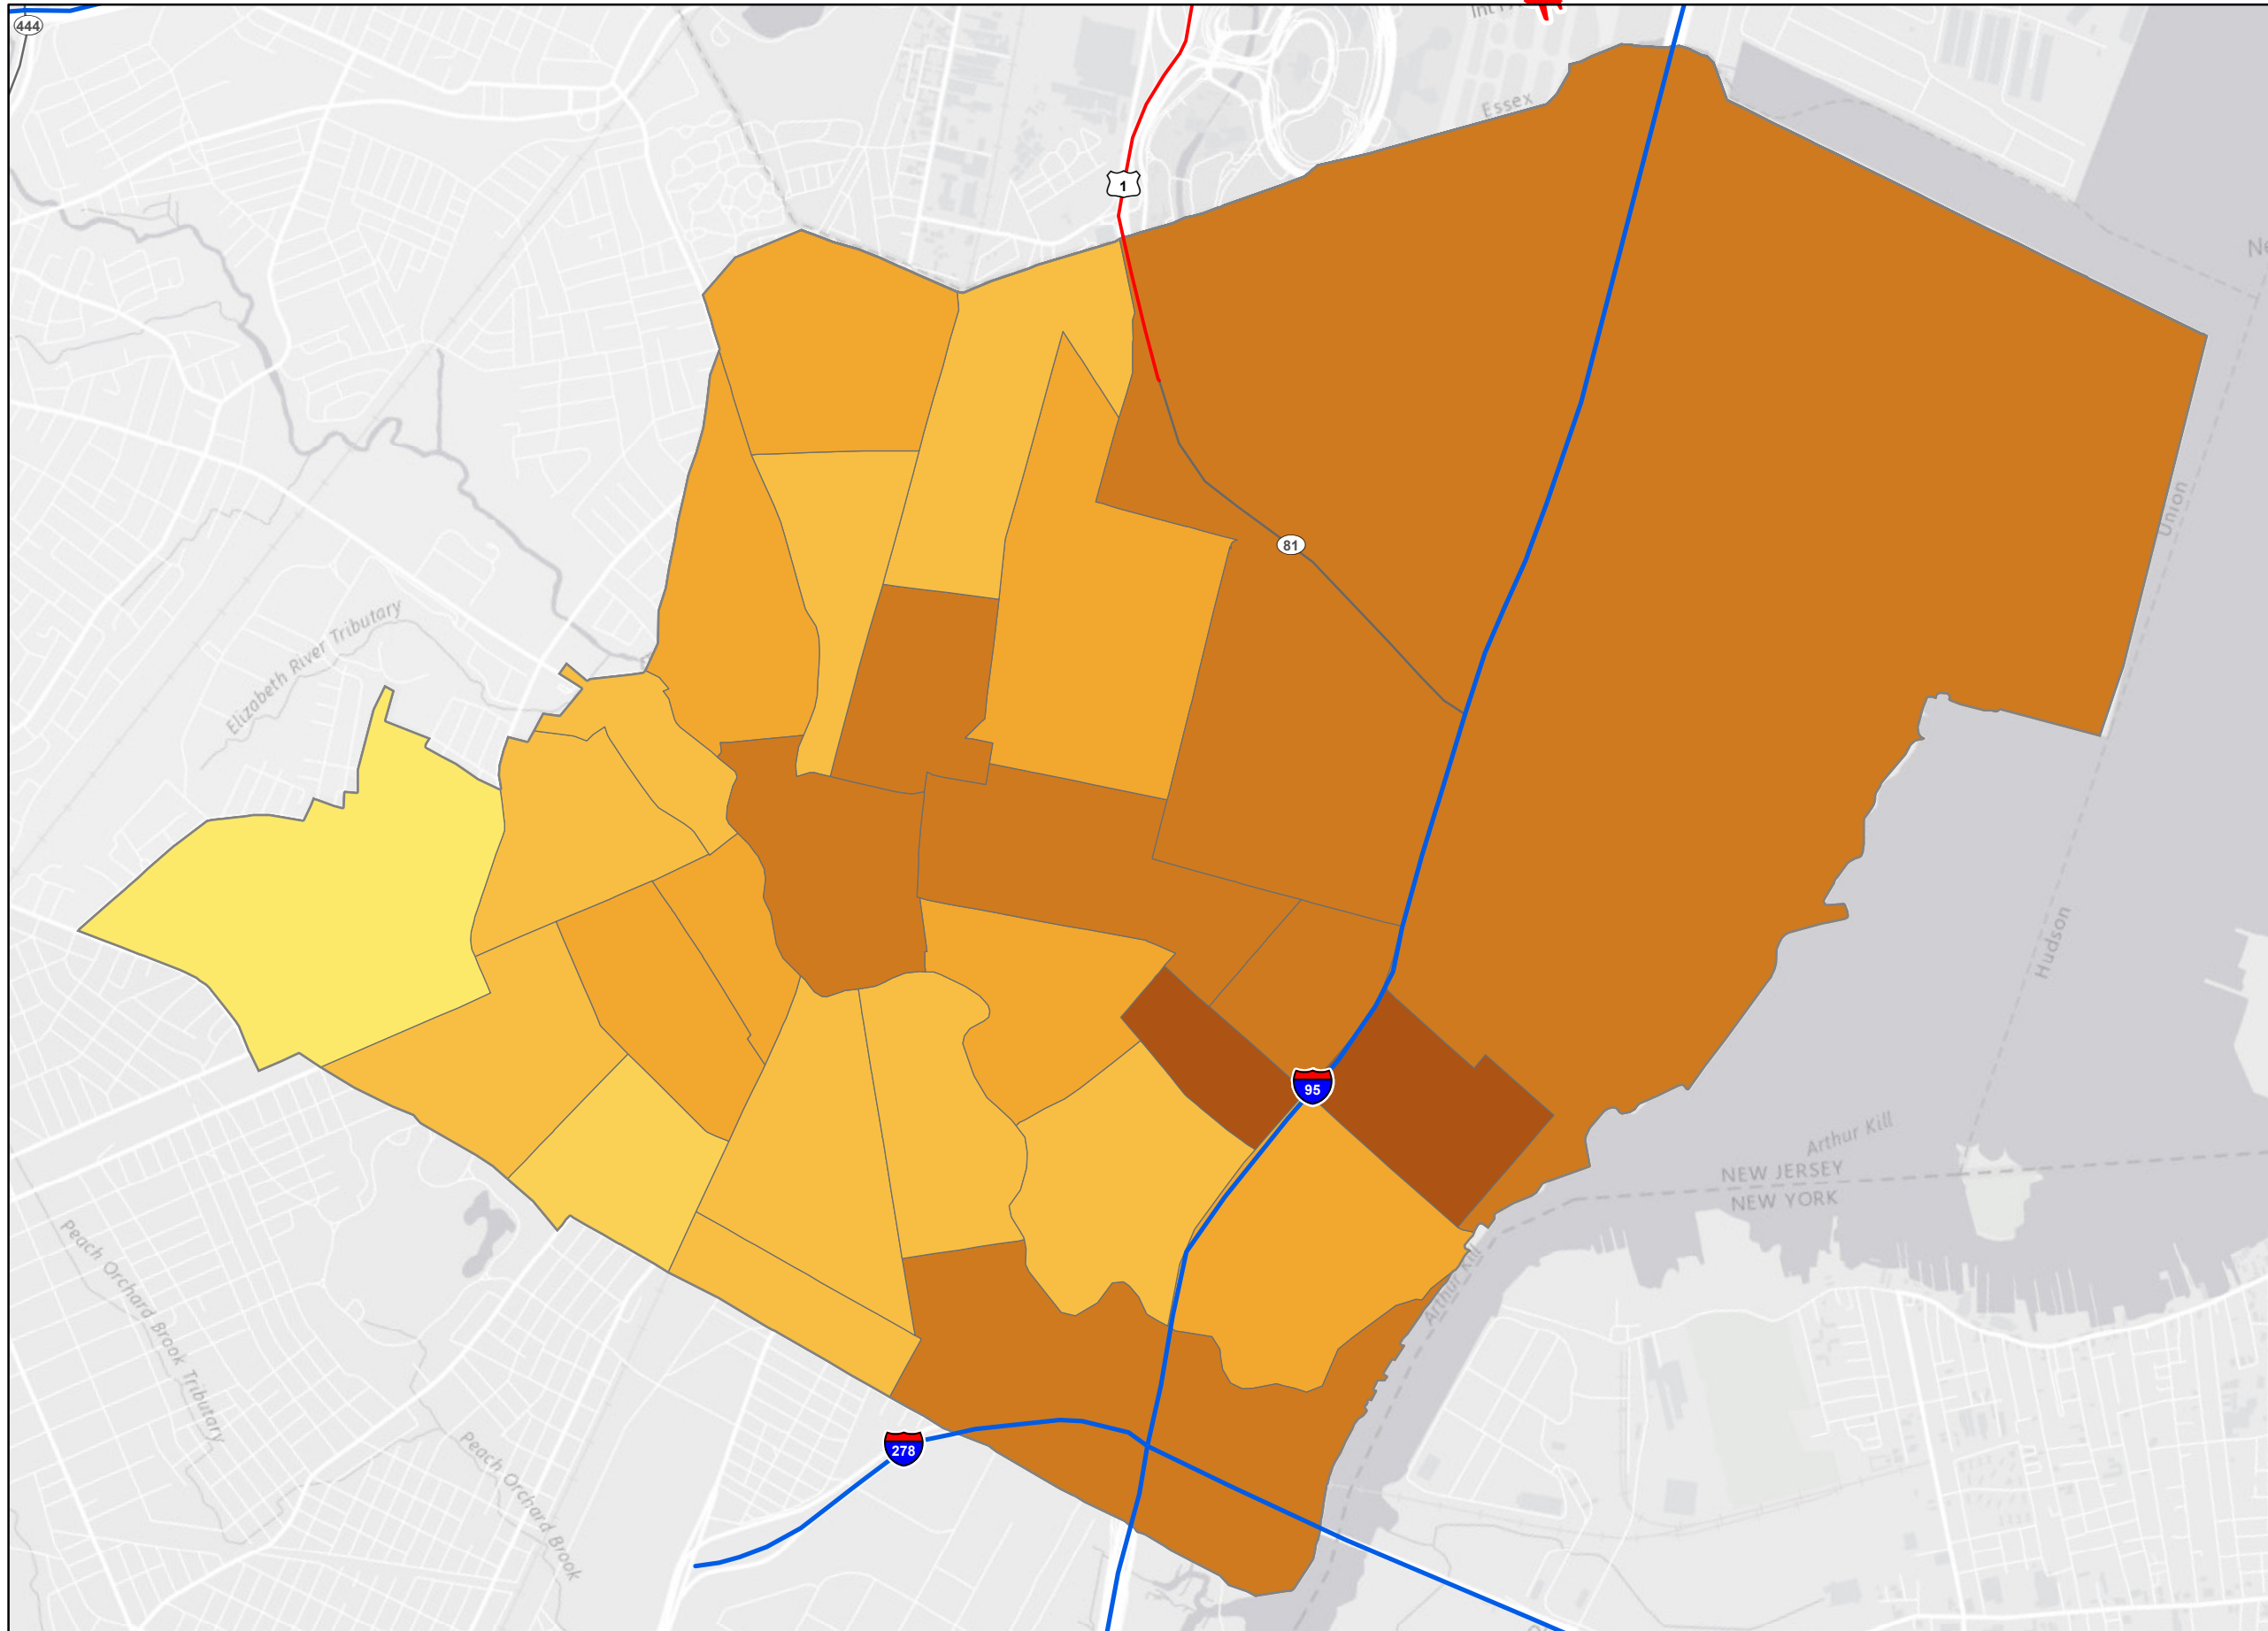 444
Essex
1
Union
81
Elizabeth River Tributary
Hudson
95
Arthur Kill
NEW JERSEY
NEW YORK
Peach Orchard Brook Tributary
Arthur Kill
278
Peach Orchard Brook